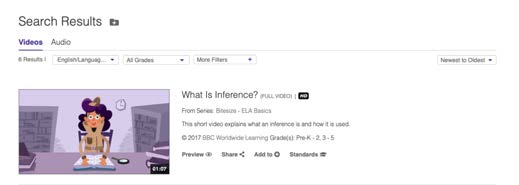 Search Results
Videos Audio
6 Results | English/Languag... All Grades More Filters + Newest to Oldest
What Is Inference? (FULL VIDEO) | HD
From Series: Bitesize - ELA Basics
This short video explains what an inference is and how it is used.
© 2017 BBC Worldwide Learning Grade(s): Pre-K - 2, 3 - 5
01:07
Preview Share Add to Standards